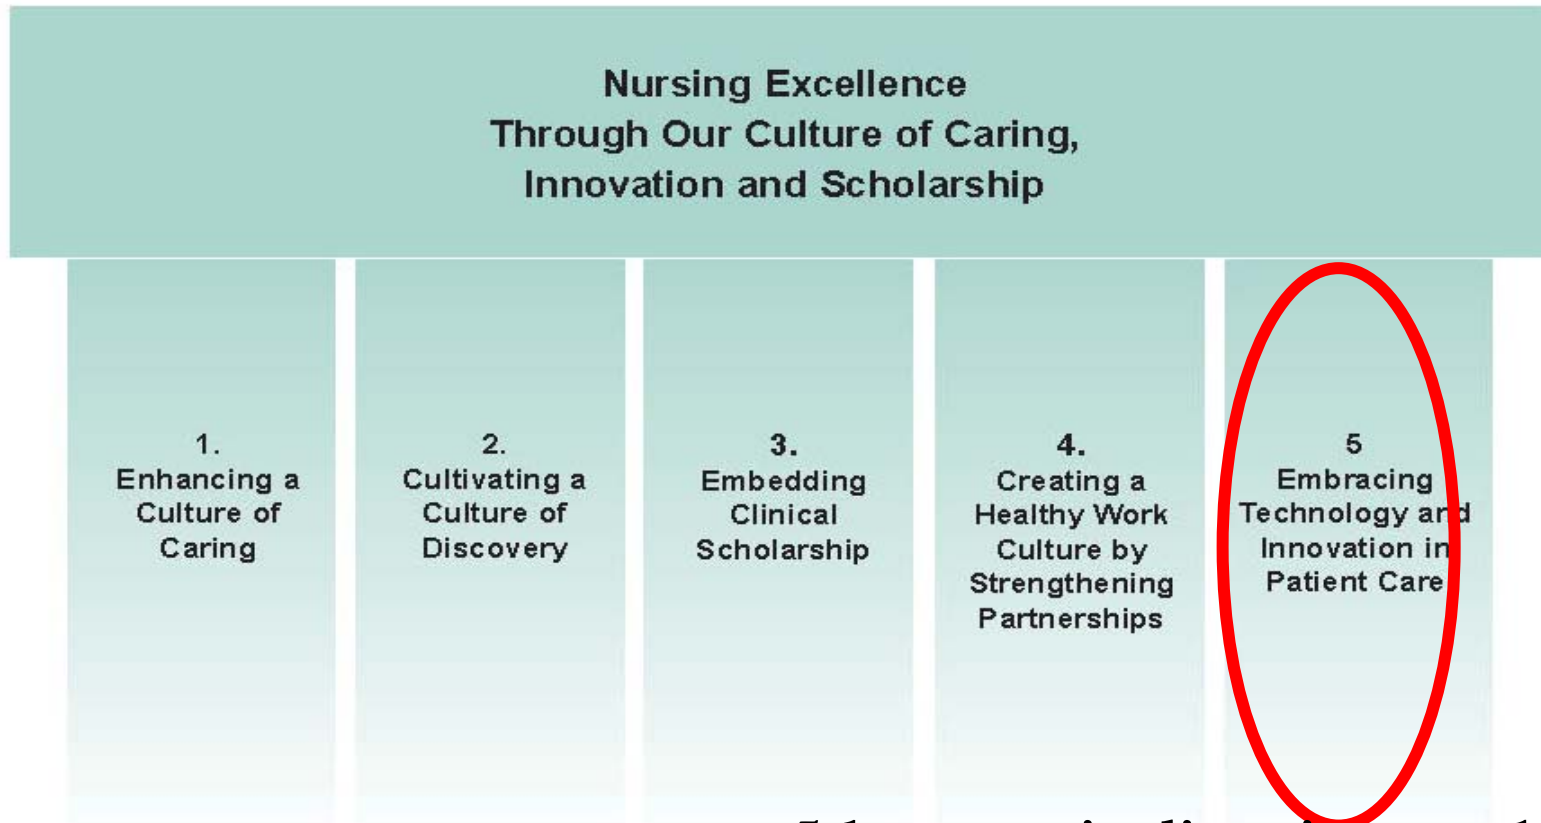 Nursing Excellence
Through Our Culture of Caring,
Innovation and Scholarship
1.
Enhancing a
Culture of
Caring
2.
Cultivating a
Culture of
Discovery
3.
Embedding
Clinical
Scholarship
4.
Creating a
Healthy Work
Culture by
Strengthening
Partnerships
5
Embracing
Technology and
Innovation in
Patient Care